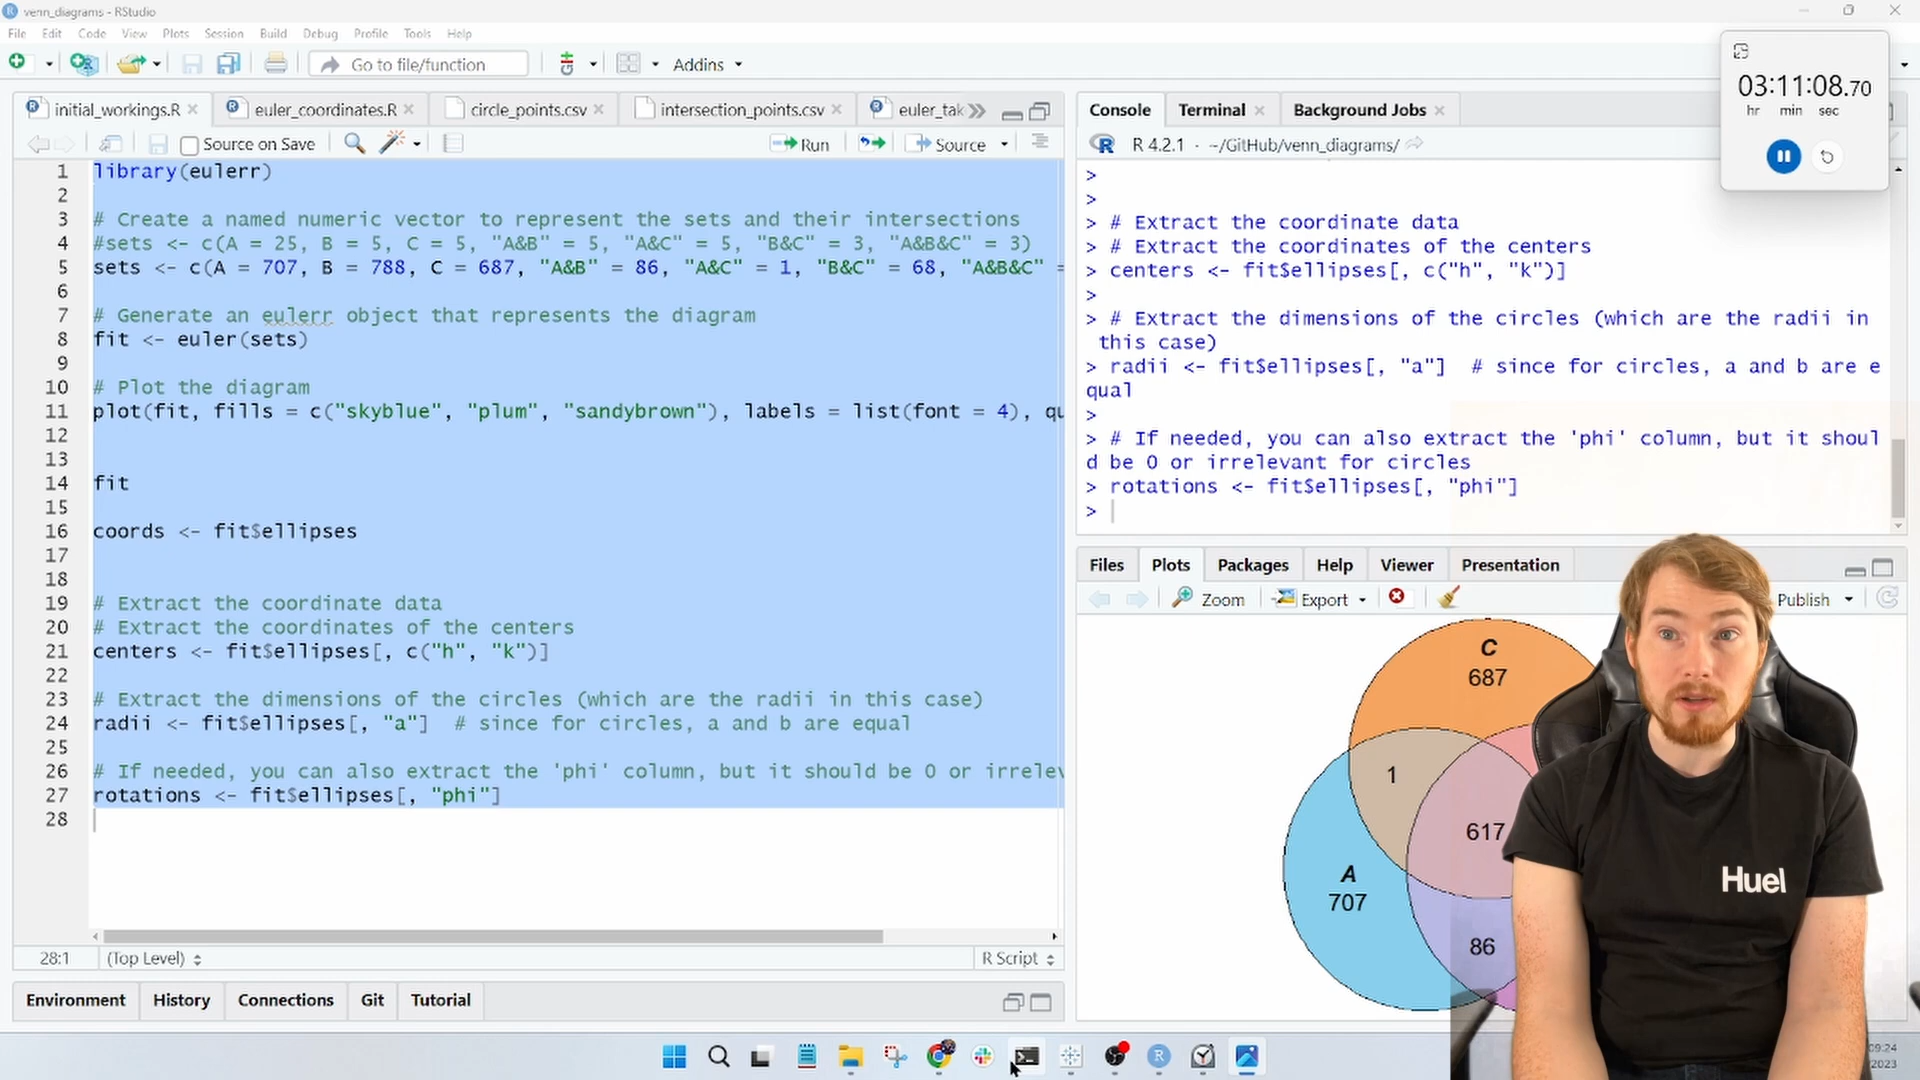 venn_diagrams - RStudio
File Edit Code View Plots Session Build Debug Profile Tools Help
Go to file/function
Addins
03:11:08.70
hr min sec
initial_workings.R
euler_coordinates.R
circle_points.csv
intersection_points.csv
euler_tak
Source on Save
Run
Source
1 library(eulerr)
2
3 # Create a named numeric vector to represent the sets and their intersections
4 #sets <- c(A = 25, B = 5, C = 5, "A&B" = 5, "A&C" = 5, "B&C" = 3, "A&B&C" = 3)
5 sets <- c(A = 707, B = 788, C = 687, "A&B" = 86, "A&C" = 1, "B&C" = 68, "A&B&C" =
6
7 # Generate an eulerr object that represents the diagram
8 fit <- euler(sets)
9
10 # Plot the diagram
11 plot(fit, fills = c("skyblue", "plum", "sandybrown"), labels = list(font = 4), qu
12
13
14 fit
15
16 coords <- fit$ellipses
17
18
19 # Extract the coordinate data
20 # Extract the coordinates of the centers
21 centers <- fit$ellipses[, c("h", "k")]
22
23 # Extract the dimensions of the circles (which are the radii in this case)
24 radii <- fit$ellipses[, "a"]  # since for circles, a and b are equal
25
26 # If needed, you can also extract the 'phi' column, but it should be 0 or irrelev
27 rotations <- fit$ellipses[, "phi"]
28
28:1
(Top Level)
R Script
Environment History Connections Git Tutorial
Console Terminal Background Jobs
R 4.2.1 · ~/GitHub/venn_diagrams/
>
>
> # Extract the coordinate data
> # Extract the coordinates of the centers
> centers <- fit$ellipses[, c("h", "k")]
>
> # Extract the dimensions of the circles (which are the radii in
this case)
> radii <- fit$ellipses[, "a"]  # since for circles, a and b are e
qual
>
> # If needed, you can also extract the 'phi' column, but it shoul
d be 0 or irrelevant for circles
> rotations <- fit$ellipses[, "phi"]
>
Files Plots Packages Help Viewer Presentation
Zoom
Export
Publish
C
687
1
617
A
707
86
Huel
09:24
2023